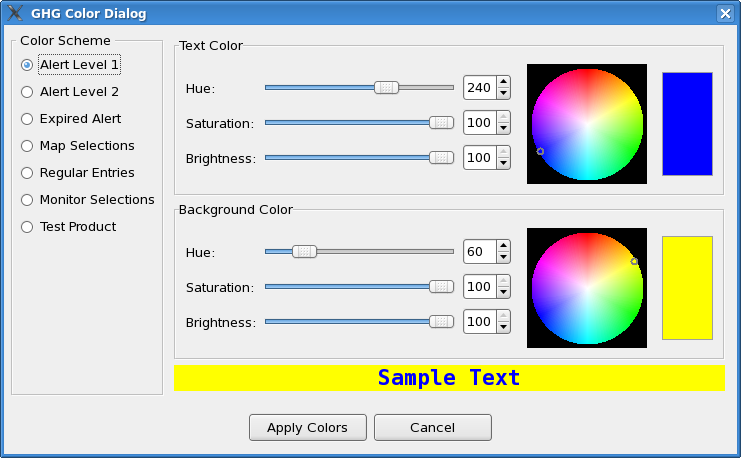 GHG Color Dialog
Color Scheme
Alert Level 1
Alert Level 2
Expired Alert
Map Selections
Regular Entries
Monitor Selections
Test Product
Text Color
Hue: 240
Saturation: 100
Brightness: 100
Background Color
Hue: 60
Saturation: 100
Brightness: 100
Sample Text
Apply Colors Cancel